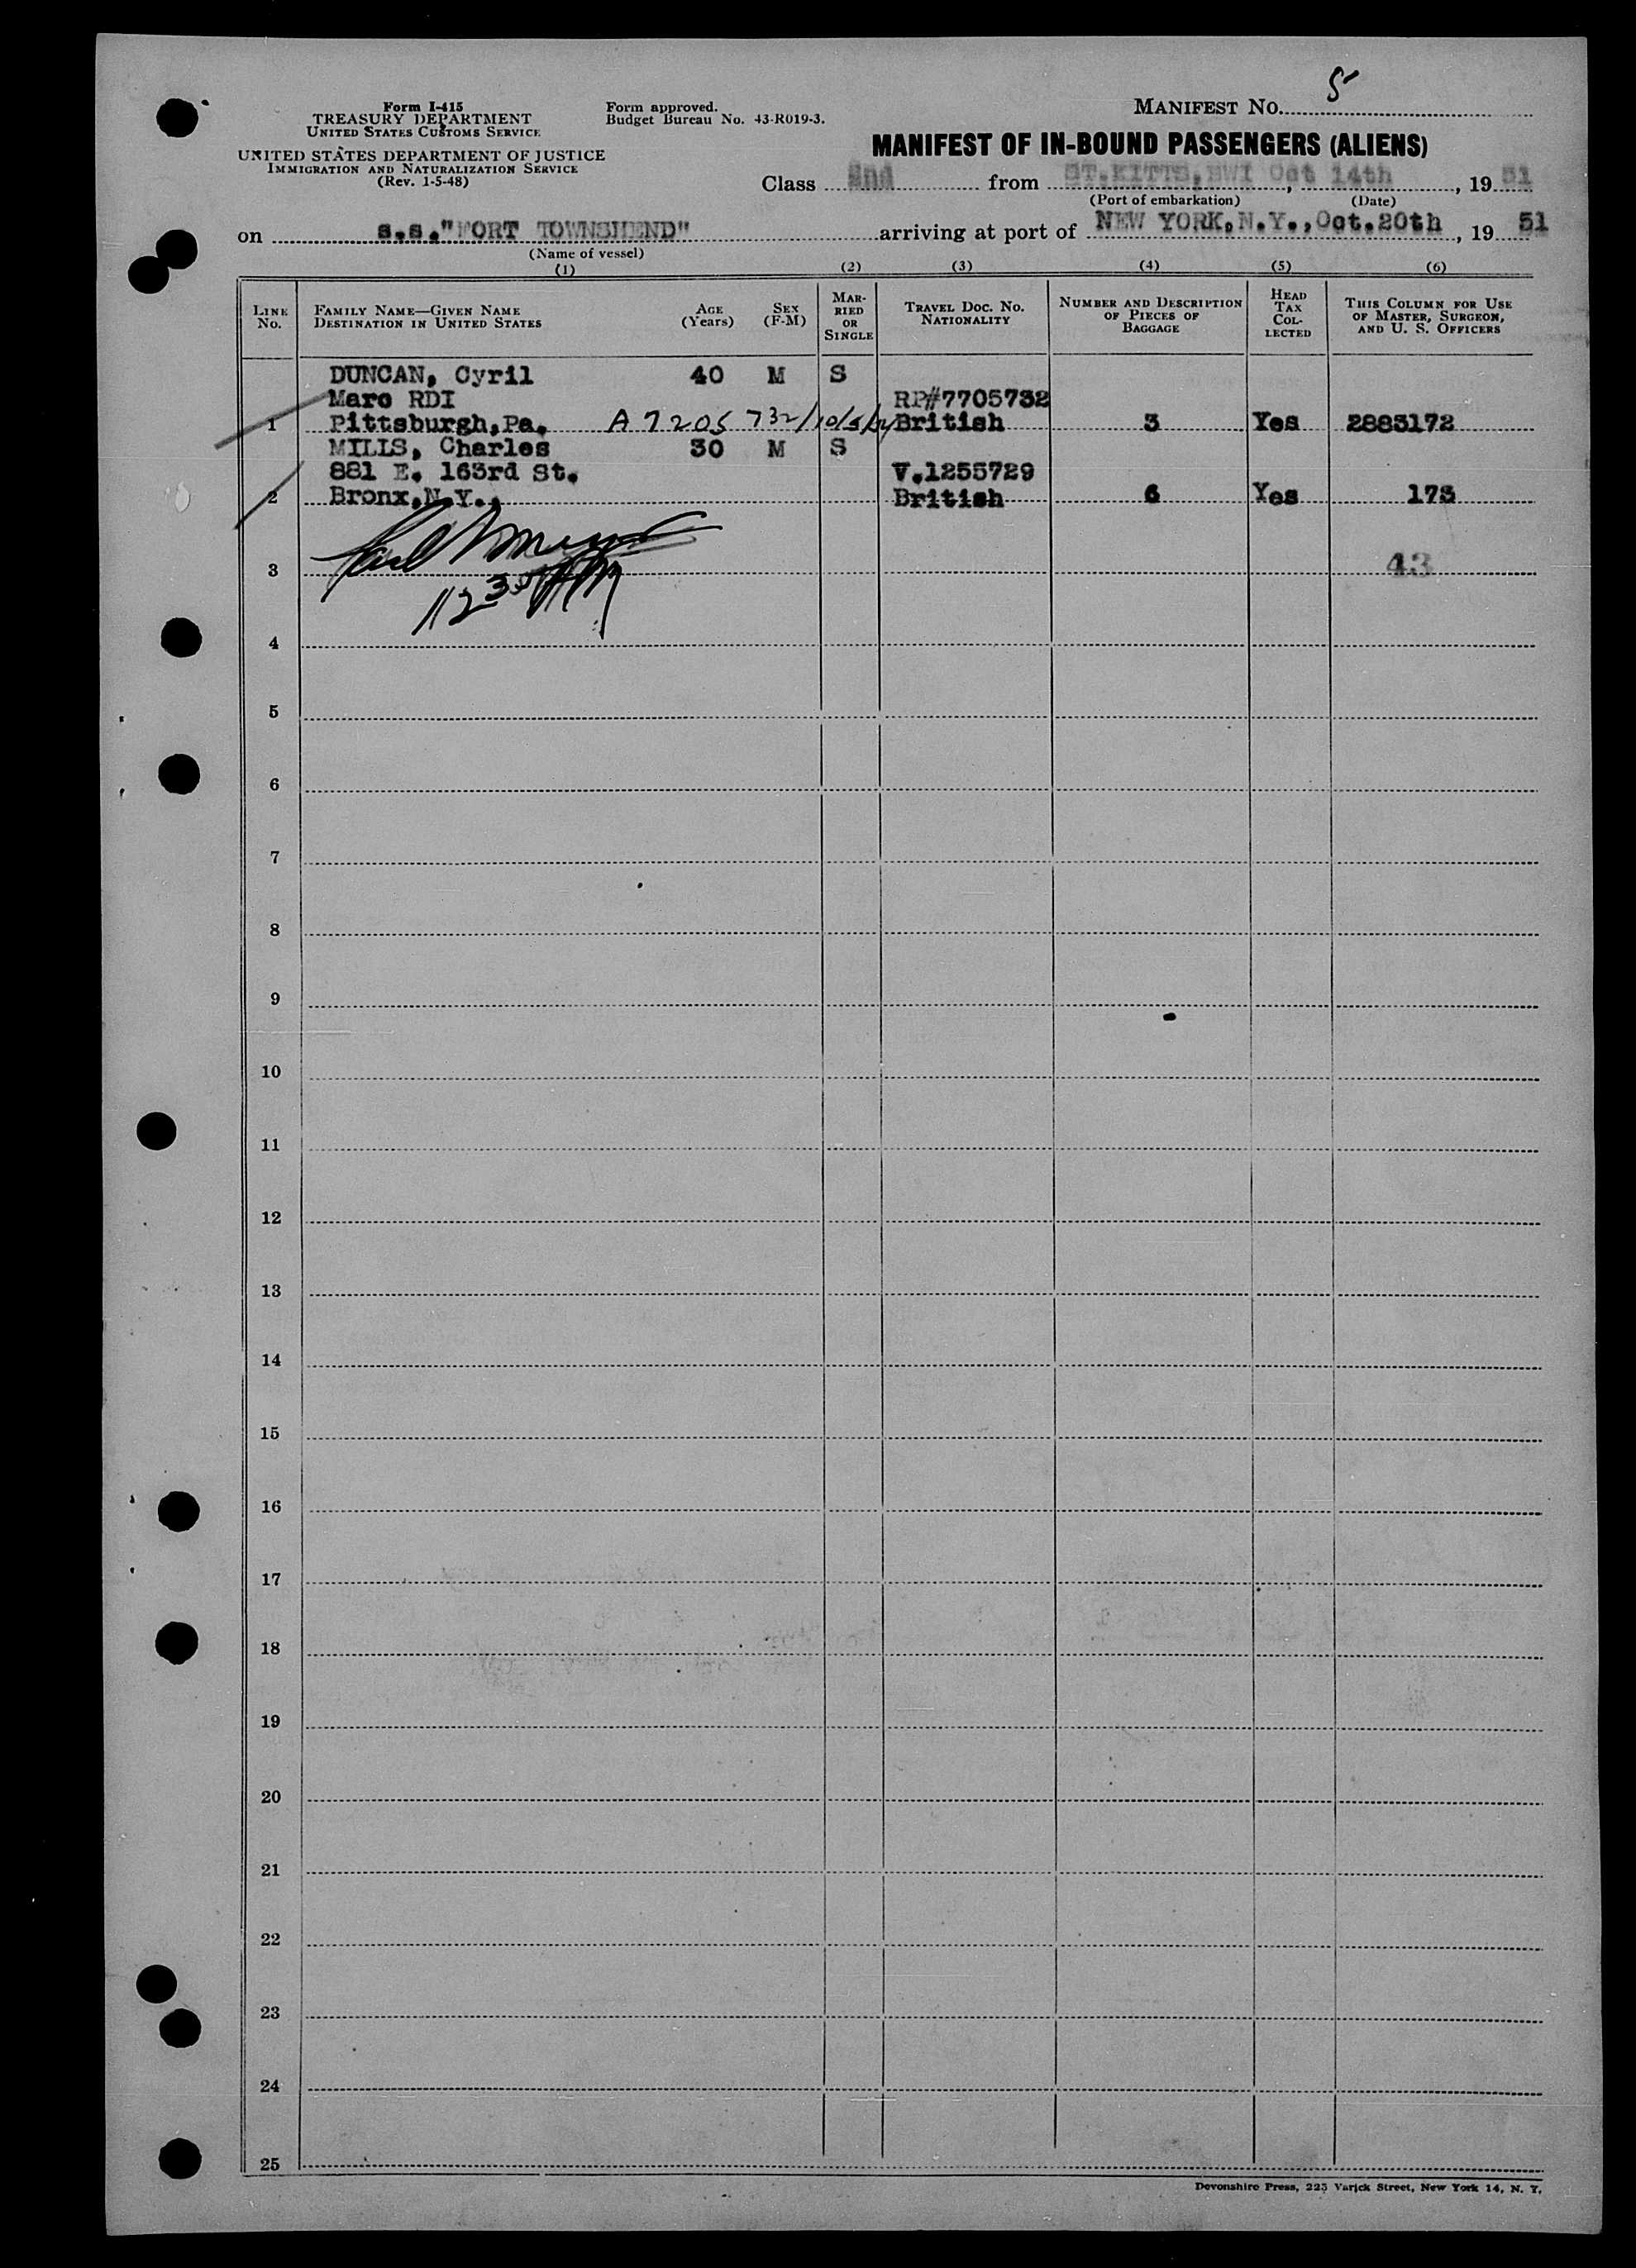 Form I-415
TREASURY DEPARTMENT
UNITED STATES CUSTOMS SERVICE
UNITED STATES DEPARTMENT OF JUSTICE
IMMIGRATION AND NATURALIZATION SERVICE
(Rev. 1-5-48)
Form approved.
Budget Bureau No. 43-R019-3.
MANIFEST NO. 5
MANIFEST OF IN-BOUND PASSENGERS (ALIENS)
Class 2nd from ST.KITTS, BWI Oct 14th, 1951
(Port of embarkation) (Date)
on s.s."FORT TOWNSHEND" arriving at port of NEW YORK, N.Y.,Oct.20th, 1951
(Name of vessel)
(1) (2) (3) (4) (5) (6)
LINE NO.
FAMILY NAME—GIVEN NAME
DESTINATION IN UNITED STATES
AGE (Years)
SEX (F-M)
MARRIED OR SINGLE
TRAVEL DOC. NO.
NATIONALITY
NUMBER AND DESCRIPTION OF PIECES OF BAGGAGE
HEAD TAX COLLECTED
THIS COLUMN FOR USE OF MASTER, SURGEON, AND U. S. OFFICERS
DUNCAN, Cyril 40 M S
Marc RDI RP#7705732
1 Pittsburgh,Pa. A 7 205 732/10/ British 3 Yes 2883172
MILLS, Charles 30 M S
881 E. 163rd St. V.1255729
2 Bronx,N.Y., British 6 Yes 173
3 43
4
5
6
7
8
9
10
11
12
13
14
15
16
17
18
19
20
21
22
23
24
25
Devonshire Press, 225 Varick Street, New York 14, N. Y.